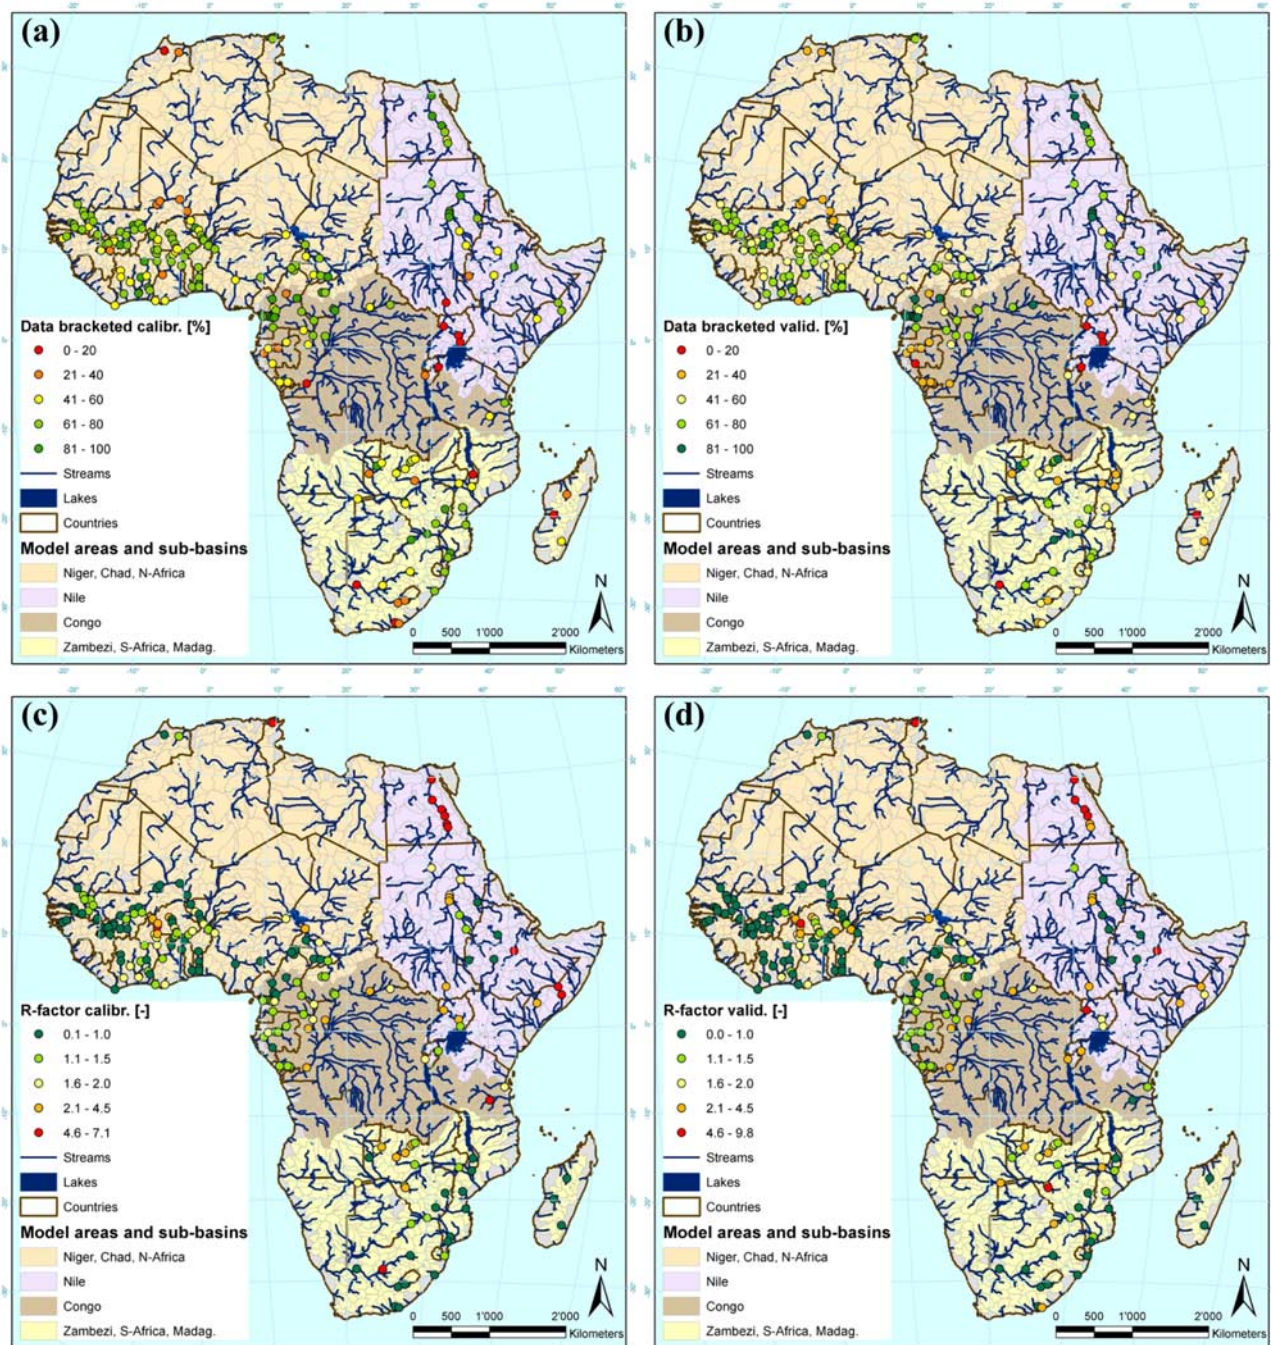 (a)
Data bracketed calibr. [%]
0 - 20
21 - 40
41 - 60
61 - 80
81 - 100
Streams
Lakes
Countries
Model areas and sub-basins
Niger, Chad, N-Africa
Nile
Congo
Zambezi, S-Africa, Madag.
N
0 500 1'000 2'000
Kilometers
(b)
Data bracketed valid. [%]
0 - 20
21 - 40
41 - 60
61 - 80
81 - 100
Streams
Lakes
Countries
Model areas and sub-basins
Niger, Chad, N-Africa
Nile
Congo
Zambezi, S-Africa, Madag.
N
0 500 1'000 2'000
Kilometers
(c)
R-factor calibr. [-]
0.1 - 1.0
1.1 - 1.5
1.6 - 2.0
2.1 - 4.5
4.6 - 7.1
Streams
Lakes
Countries
Model areas and sub-basins
Niger, Chad, N-Africa
Nile
Congo
Zambezi, S-Africa, Madag.
N
0 500 1'000 2'000
Kilometers
(d)
R-factor valid. [-]
0.0 - 1.0
1.1 - 1.5
1.6 - 2.0
2.1 - 4.5
4.6 - 9.8
Streams
Lakes
Countries
Model areas and sub-basins
Niger, Chad, N-Africa
Nile
Congo
Zambezi, S-Africa, Madag.
N
0 500 1'000 2'000
Kilometers